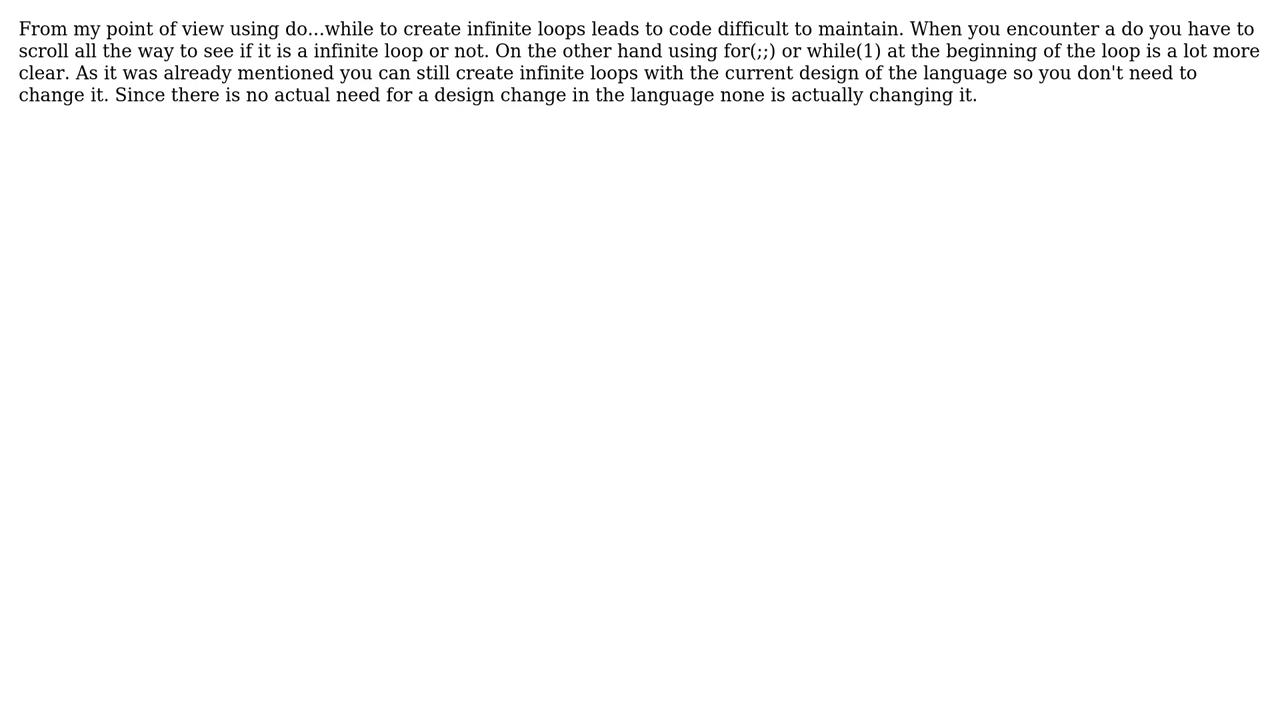 From my point of view using do...while to create infinite loops leads to code difficult to maintain. When you encounter a do you have to
scroll all the way to see if it is a infinite loop or not. On the other hand using for(;;) or while(1) at the beginning of the loop is a lot more
clear. As it was already mentioned you can still create infinite loops with the current design of the language so you don't need to
change it. Since there is no actual need for a design change in the language none is actually changing it.